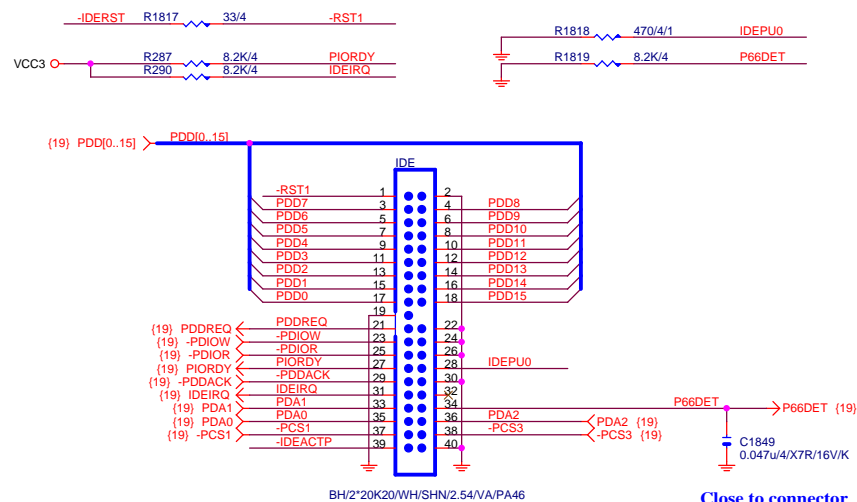 -IDERST R1817 33/4 -RST1
R1818 470/4/1 IDEPU0
VCC3 R287 8.2K/4 PIORDY
R290 8.2K/4 IDEIRQ
R1819 8.2K/4 P66DET
{19} PDD[0..15] PDD[0..15]
IDE
-RST1 1 2
PDD7 3 4 PDD8
PDD6 5 6 PDD9
PDD5 7 8 PDD10
PDD4 9 10 PDD11
PDD3 11 12 PDD12
PDD2 13 14 PDD13
PDD1 15 16 PDD14
PDD0 17 18 PDD15
19
{19} PDDREQ PDDREQ 21 22
{19} -PDIOW -PDIOW 23 24
{19} -PDIOR -PDIOR 25 26
{19} PIORDY PIORDY 27 28 IDEPU0
{19} -PDDACK -PDDACK 29 30
{19} IDEIRQ IDEIRQ 31 32
{19} PDA1 PDA1 33 34 P66DET P66DET {19}
{19} PDA0 PDA0 35 36 PDA2 PDA2 {19}
{19} -PCS1 -PCS1 37 38 -PCS3 -PCS3 {19}
-IDEACTP 39 40
C1849
0.047u/4/X7R/16V/K
BH/2*20K20/WH/SHN/2.54/VA/PA46
Close to connector